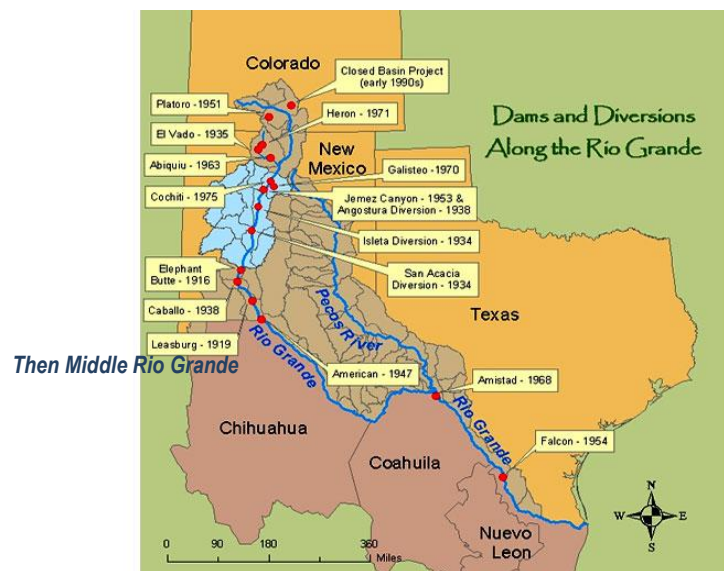 Colorado
Closed Basin Project
(early 1990s)
Dams and Diversions
Along the Rio Grande
Platoro - 1951
Heron - 1971
El Vado - 1935
New
Mexico
Abiquiu - 1963
Galisteo - 1970
Cochiti - 1975
Jemez Canyon - 1953 &
Angostura Diversion - 1938
Isleta Diversion - 1934
Elephant
Butte - 1916
San Acacia
Diversion - 1934
Caballo - 1938
Pecos River
Texas
Leasburg - 1919
Rio Grande
Then Middle Rio Grande
American - 1947
Amistad - 1968
Rio Grande
Chihuahua
Falcon - 1954
Coahuila
N
W
E
S
Nuevo
Leon
0 90 180 360
Miles